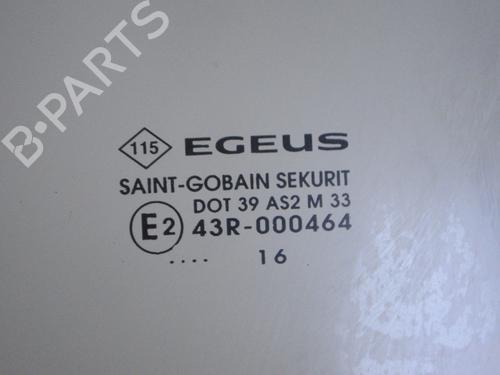 B-PARTS
115 EGEUS
SAINT-GOBAIN SEKURIT
DOT 39 AS2 M 33
E2 43R-000464
.... 16